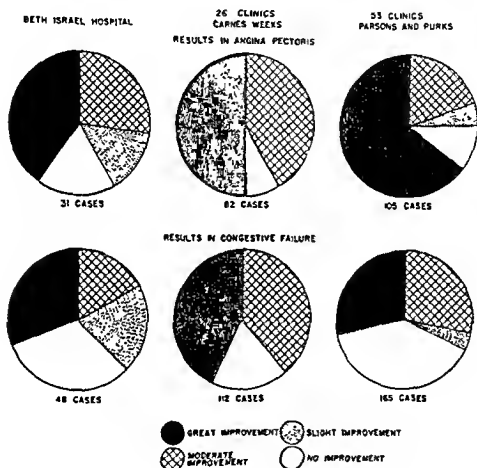 BETH ISRAEL HOSPITAL
26 CLINICS
CARNES WEEKS
53 CLINICS
PARSONS AND PURKS
RESULTS IN ANGINA PECTORIS
31 CASES
82 CASES
105 CASES
RESULTS IN CONGESTIVE FAILURE
48 CASES
112 CASES
165 CASES
GREAT IMPROVEMENT
SLIGHT IMPROVEMENT
MODERATE
IMPROVEMENT
NO IMPROVEMENT